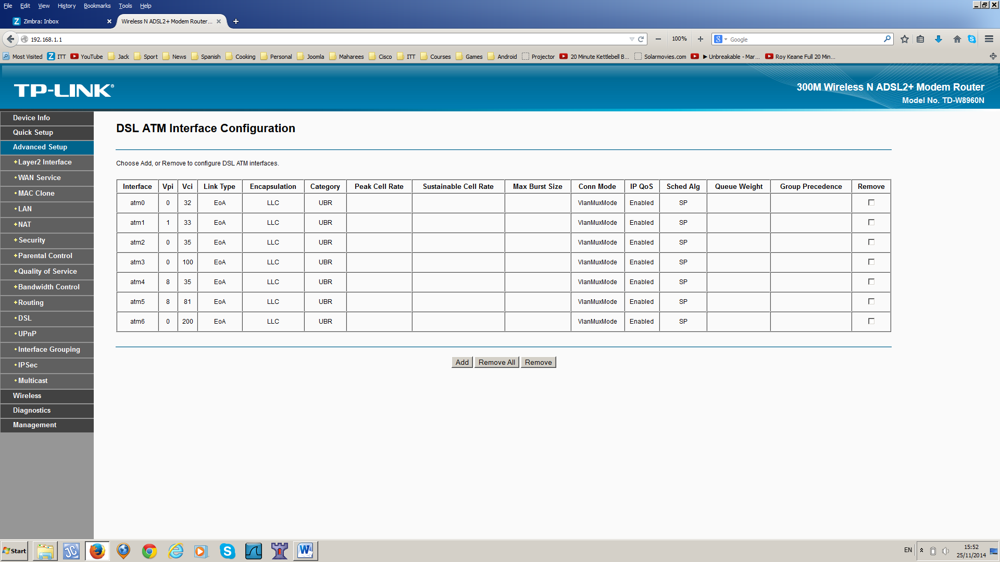 File Edit View History Bookmarks Tools Help
Zimbra: Inbox Wireless N ADSL2+ Modem Router...
192.168.1.1 100% Google
Most Visited ITT YouTube Jack Sport News Spanish Cooking Personal Joomla Maharees Cisco ITT Courses Games Android Projector 20 Minute Kettlebell B... Solarmovies.com ▶ Unbreakable - Mar... Roy Keane Full 20 Min...
TP-LINK®
300M Wireless N ADSL2+ Modem Router
Model No. TD-W8960N
Device Info
Quick Setup
Advanced Setup
+Layer2 Interface
•WAN Service
•MAC Clone
•LAN
+NAT
+Security
+Parental Control
+Quality of Service
+Bandwidth Control
+Routing
•DSL
•UPnP
•Interface Grouping
•IPSec
•Multicast
Wireless
Diagnostics
Management
DSL ATM Interface Configuration
Choose Add, or Remove to configure DSL ATM interfaces.
Interface Vpi Vci Link Type Encapsulation Category Peak Cell Rate Sustainable Cell Rate Max Burst Size Conn Mode IP QoS Sched Alg Queue Weight Group Precedence Remove
atm0 0 32 EoA LLC UBR VlanMuxMode Enabled SP
atm1 1 33 EoA LLC UBR VlanMuxMode Enabled SP
atm2 0 35 EoA LLC UBR VlanMuxMode Enabled SP
atm3 0 100 EoA LLC UBR VlanMuxMode Enabled SP
atm4 8 35 EoA LLC UBR VlanMuxMode Enabled SP
atm5 8 81 EoA LLC UBR VlanMuxMode Enabled SP
atm6 0 200 EoA LLC UBR VlanMuxMode Enabled SP
Add Remove All Remove
Start EN 15:52
25/11/2014